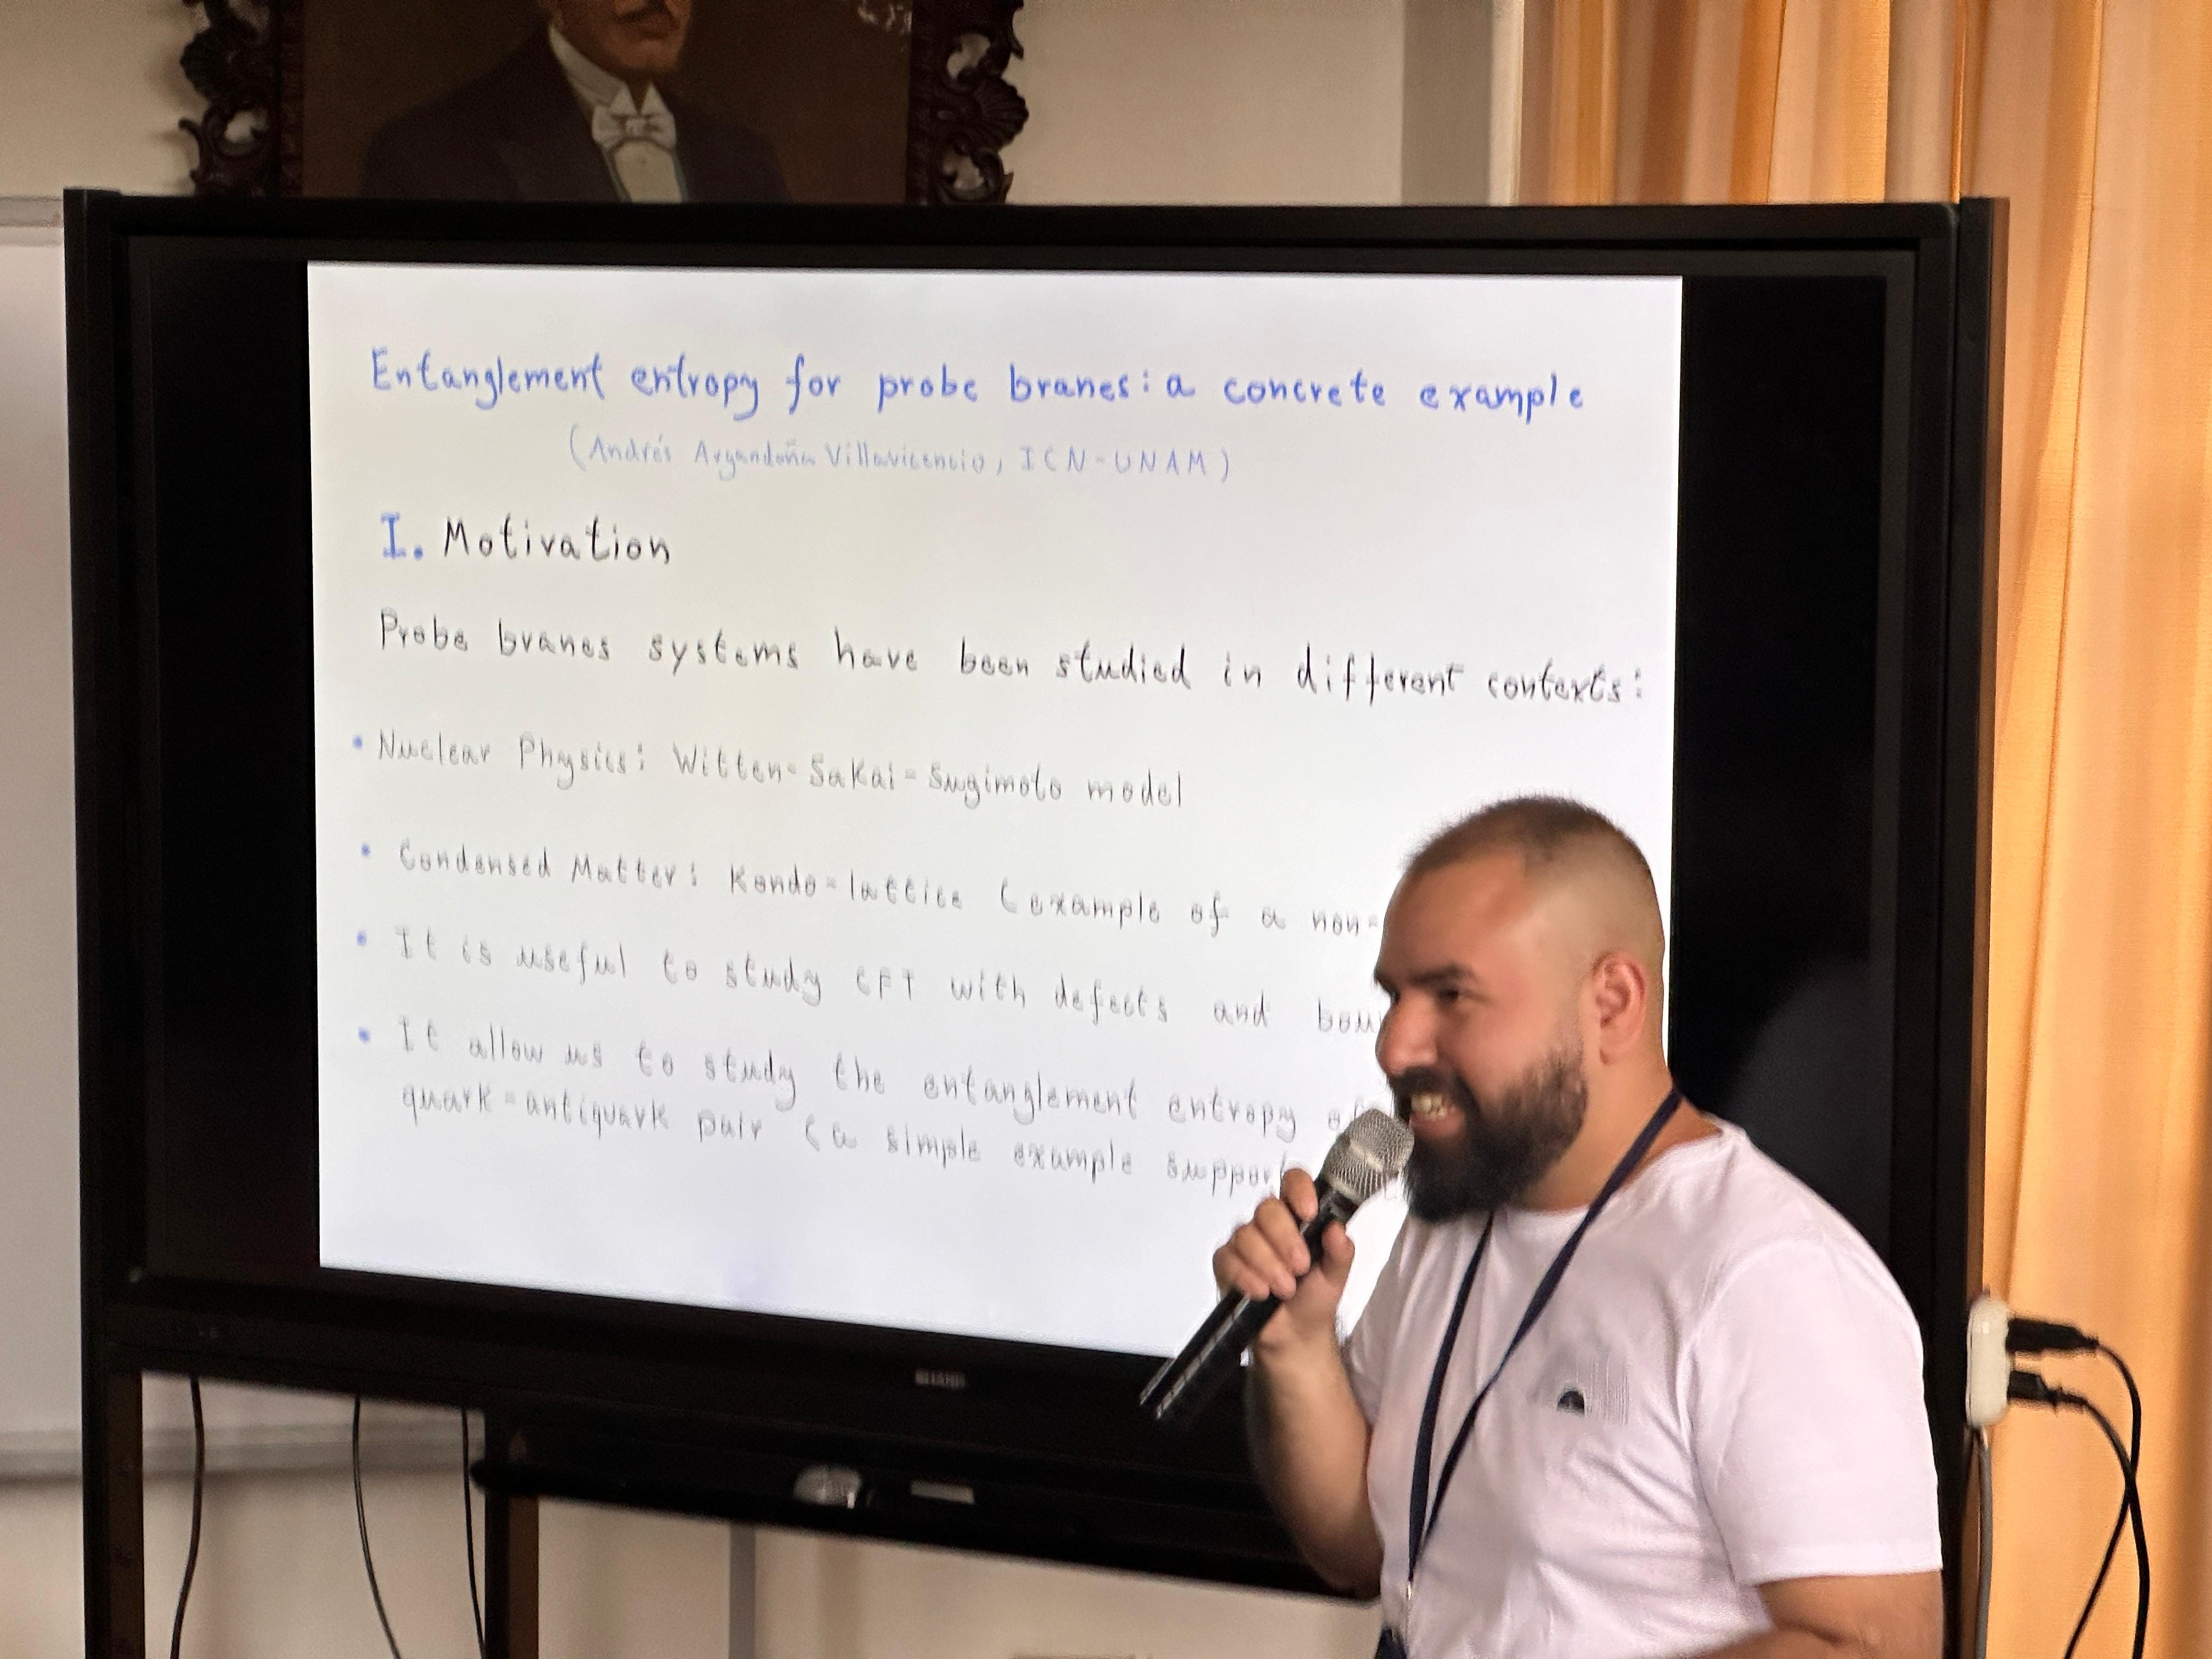 Entanglement entropy for probe branes: a concrete example
(Andrés Argandoña Villavicencio, ICN-UNAM)
I. Motivation
Probe branes systems have been studied in different contexts:
• Nuclear Physics: Witten-Sakai-Sugimoto model
• Condensed Matter: Kondo-lattice (example of a non-
• It is useful to study CFT with defects and
• It allow us to study the entanglement entropy
quark-antiquark pair (a simple example